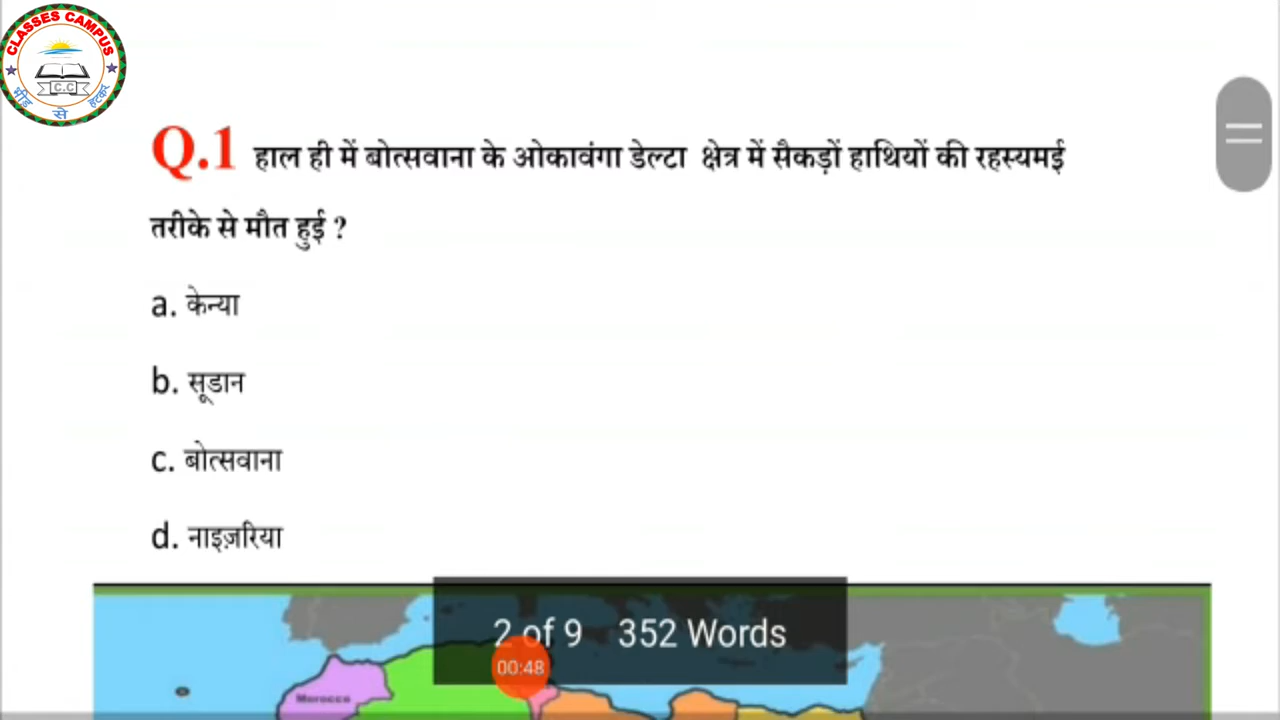 CLASSES CAMPUS
C.C
भीड़ से हटकर
Q.1 हाल ही में बोत्सवाना के ओकावंगा डेल्टा क्षेत्र में सैकड़ों हाथियों की रहस्यमई
तरीके से मौत हुई ?
a. केन्या
b. सूडान
c. बोत्सवाना
d. नाइज़रिया
2 of 9 352 Words
00:48
Morocco